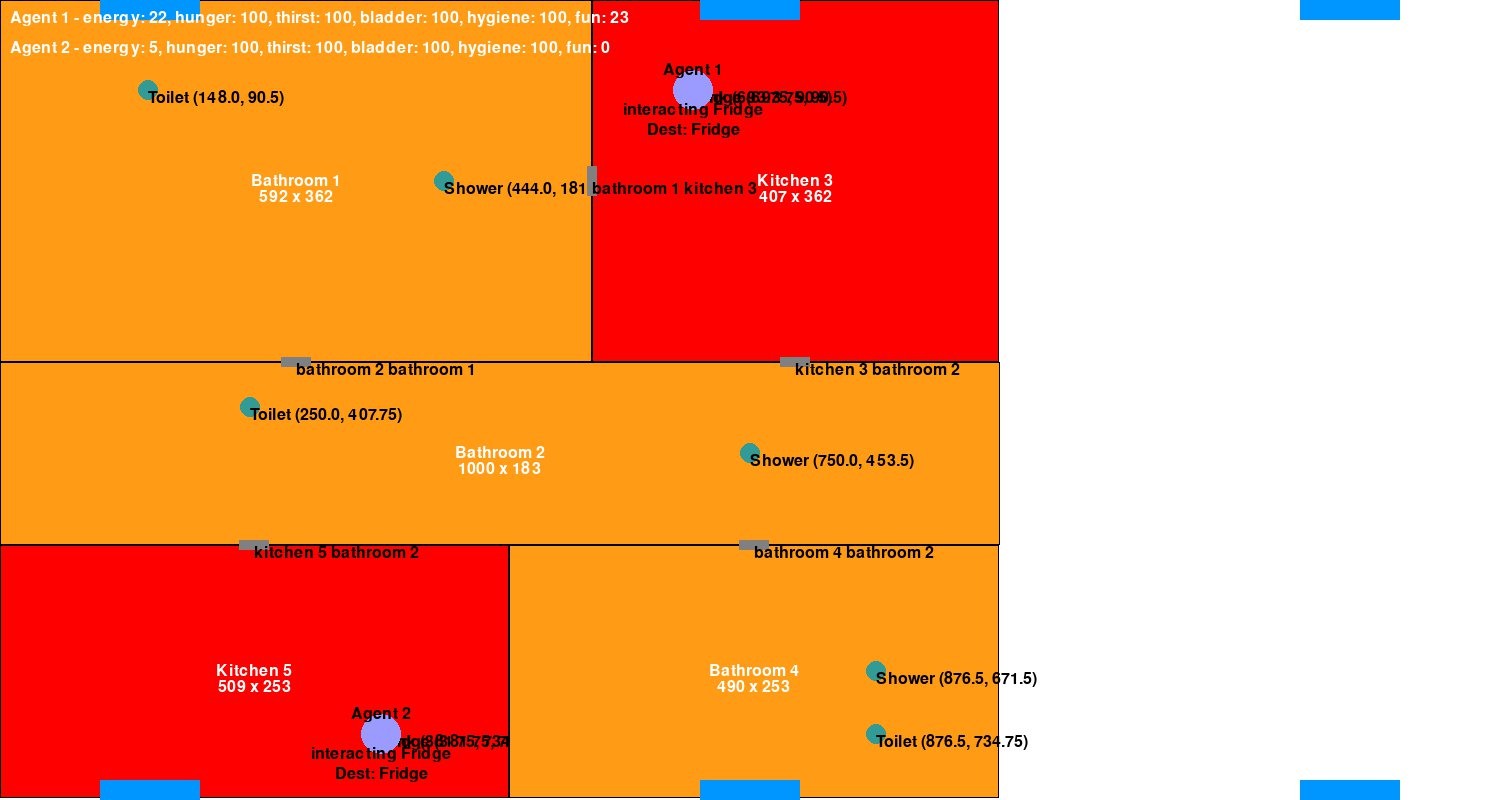 Agent 1 - energy: 22, hunger: 100, thirst: 100, bladder: 100, hygiene: 100, fun: 23
Agent 2 - energy: 5, hunger: 100, thirst: 100, bladder: 100, hygiene: 100, fun: 0
Agent 1
Toilet (148.0, 90.5)
interacting Fridge
Dest: Fridge
Bathroom 1
592 x 362
Shower (444.0, 181
bathroom 1 kitchen 3
Kitchen 3
407 x 362
bathroom 2 bathroom 1
kitchen 3 bathroom 2
Toilet (250.0, 407.75)
Bathroom 2
1000 x 183
Shower (750.0, 453.5)
kitchen 5 bathroom 2
bathroom 4 bathroom 2
Kitchen 5
509 x 253
Bathroom 4
490 x 253
Shower (876.5, 671.5)
Agent 2
interacting Fridge
Dest: Fridge
Toilet (876.5, 734.75)